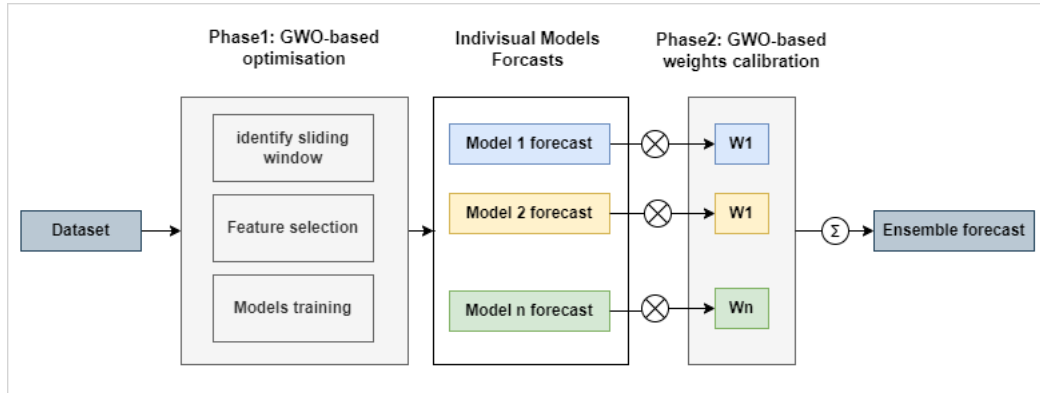 Phase1: GWO-based
optimisation
Indivisual Models
Forcasts
Phase2: GWO-based
weights calibration
identify sliding
window
Feature selection
Models training
Dataset
Model 1 forecast
W1
Model 2 forecast
W1
Model n forecast
Wn
Σ
Ensemble forecast